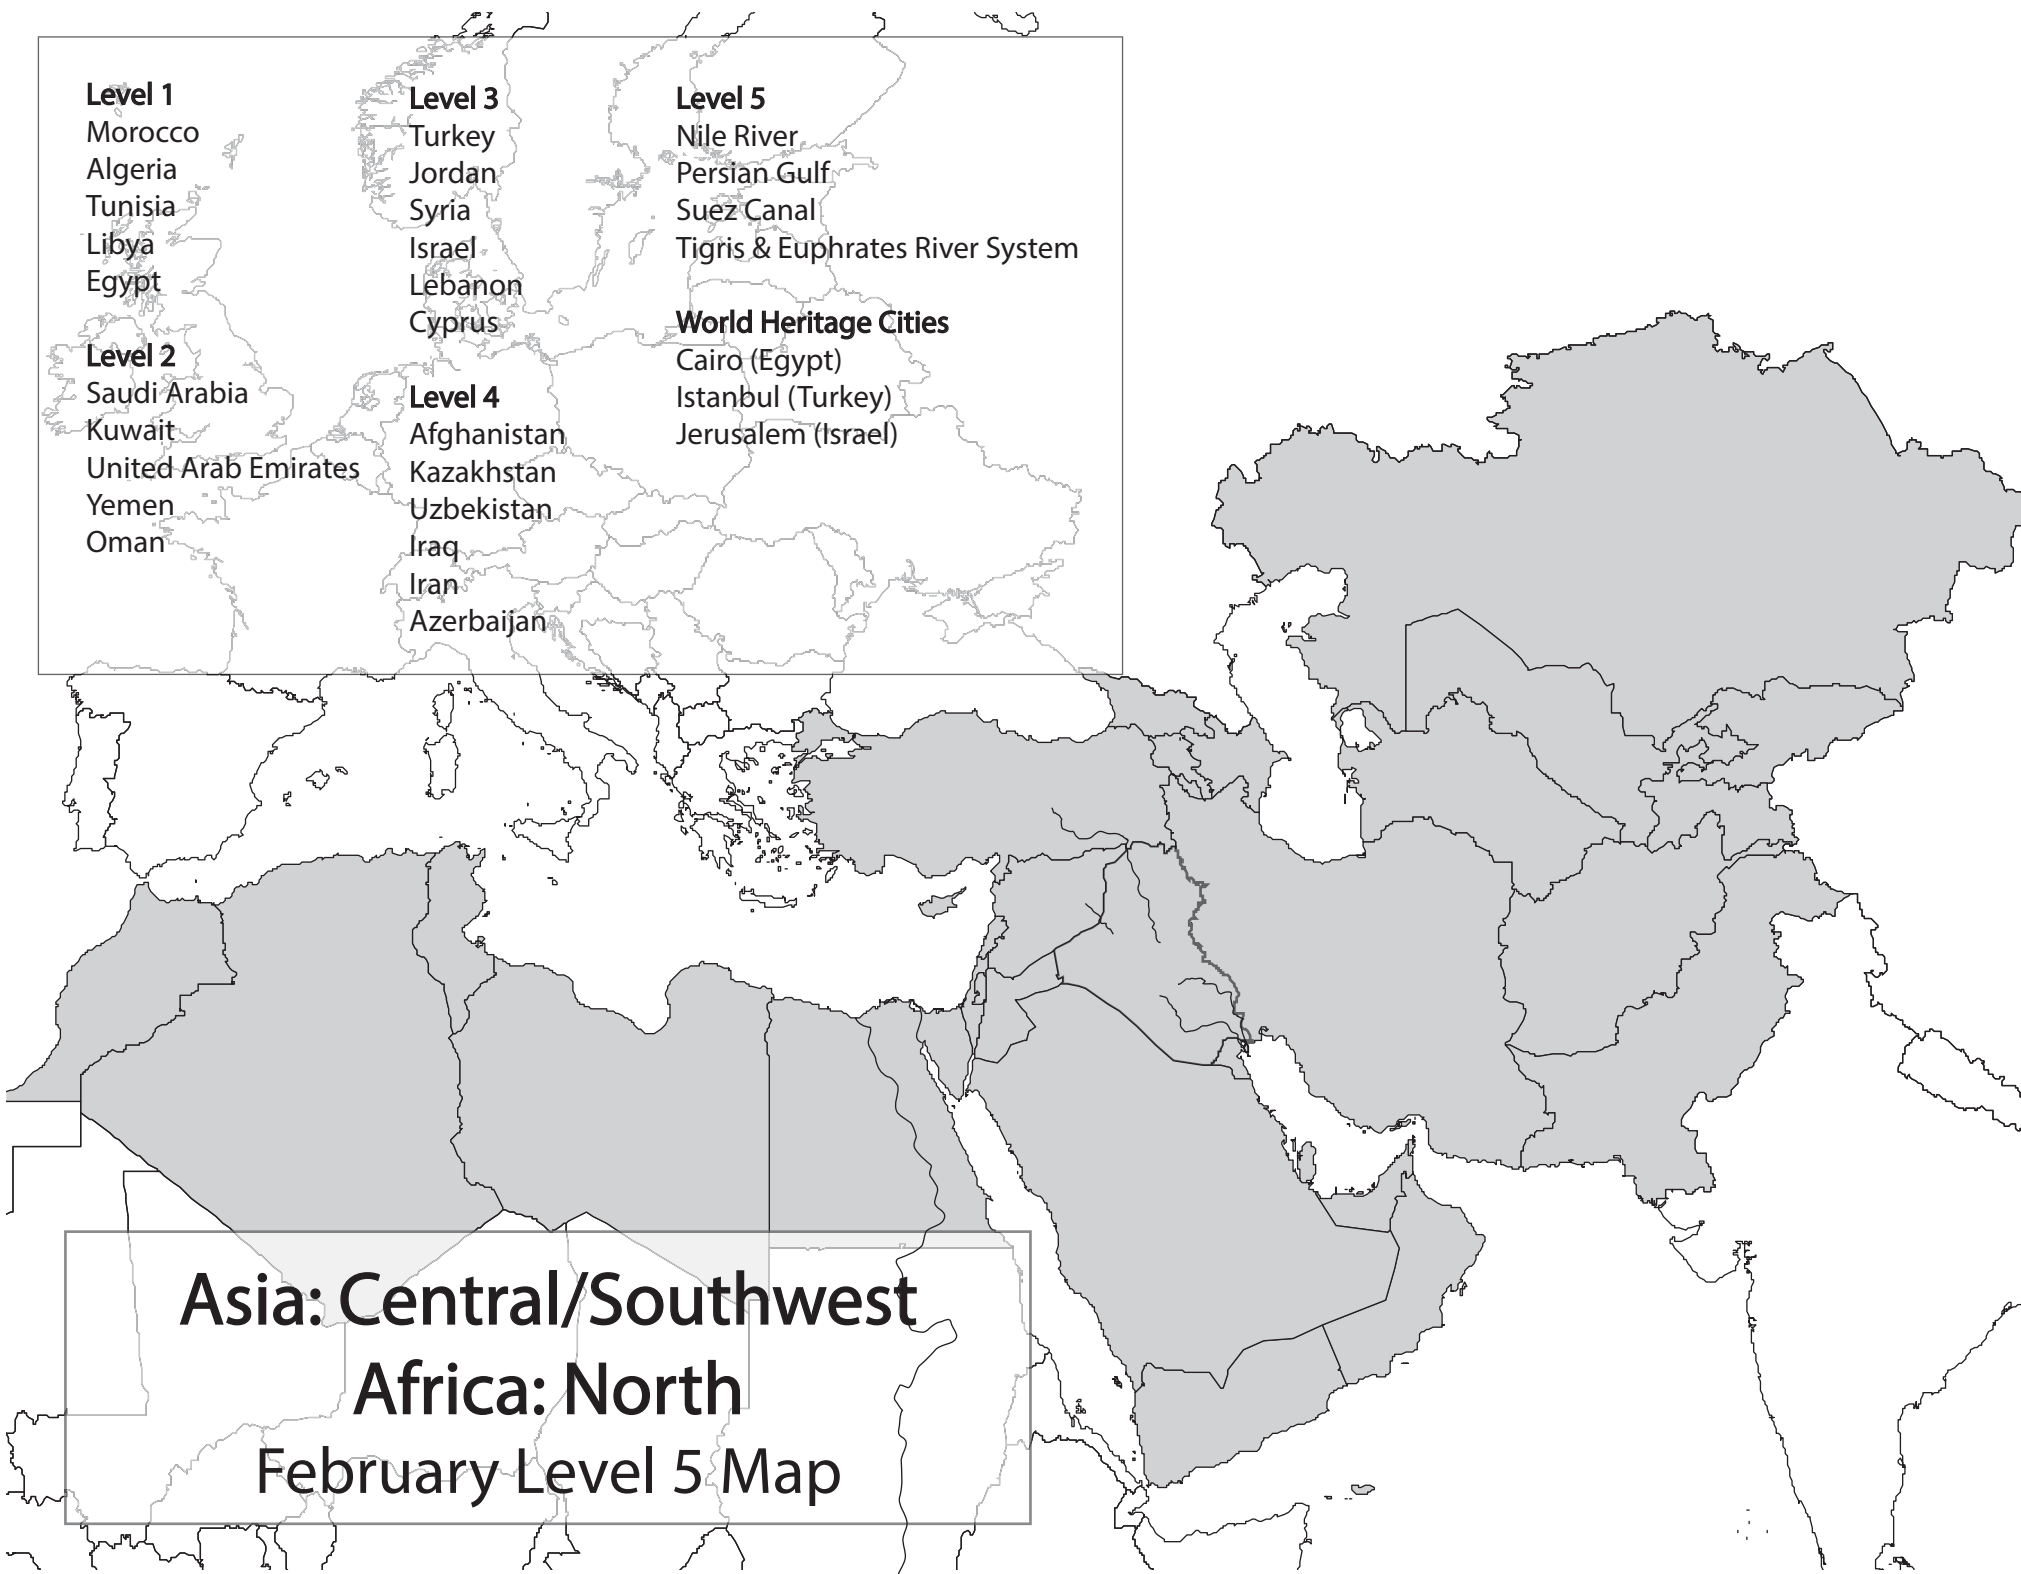 Level 1
Morocco
Algeria
Tunisia
Libya
Egypt
Level 2
Saudi Arabia
Kuwait
United Arab Emirates
Yemen
Oman
Level 3
Turkey
Jordan
Syria
Israel
Lebanon
Cyprus
Level 4
Afghanistan
Kazakhstan
Uzbekistan
Iraq
Iran
Azerbaijan
Level 5
Nile River
Persian Gulf
Suez Canal
Tigris & Euphrates River System
World Heritage Cities
Cairo (Egypt)
Istanbul (Turkey)
Jerusalem (Israel)
Asia: Central/Southwest
Africa: North
February Level 5 Map